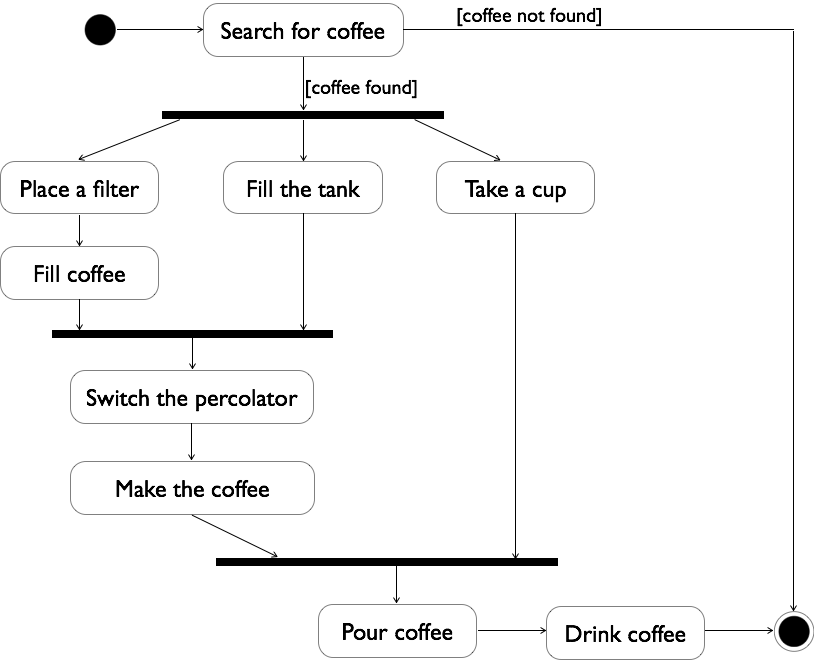 [coffee not found]
Search for coffee
[coffee found]
Place a filter
Fill the tank
Take a cup
Fill coffee
Switch the percolator
Make the coffee
Pour coffee
Drink coffee